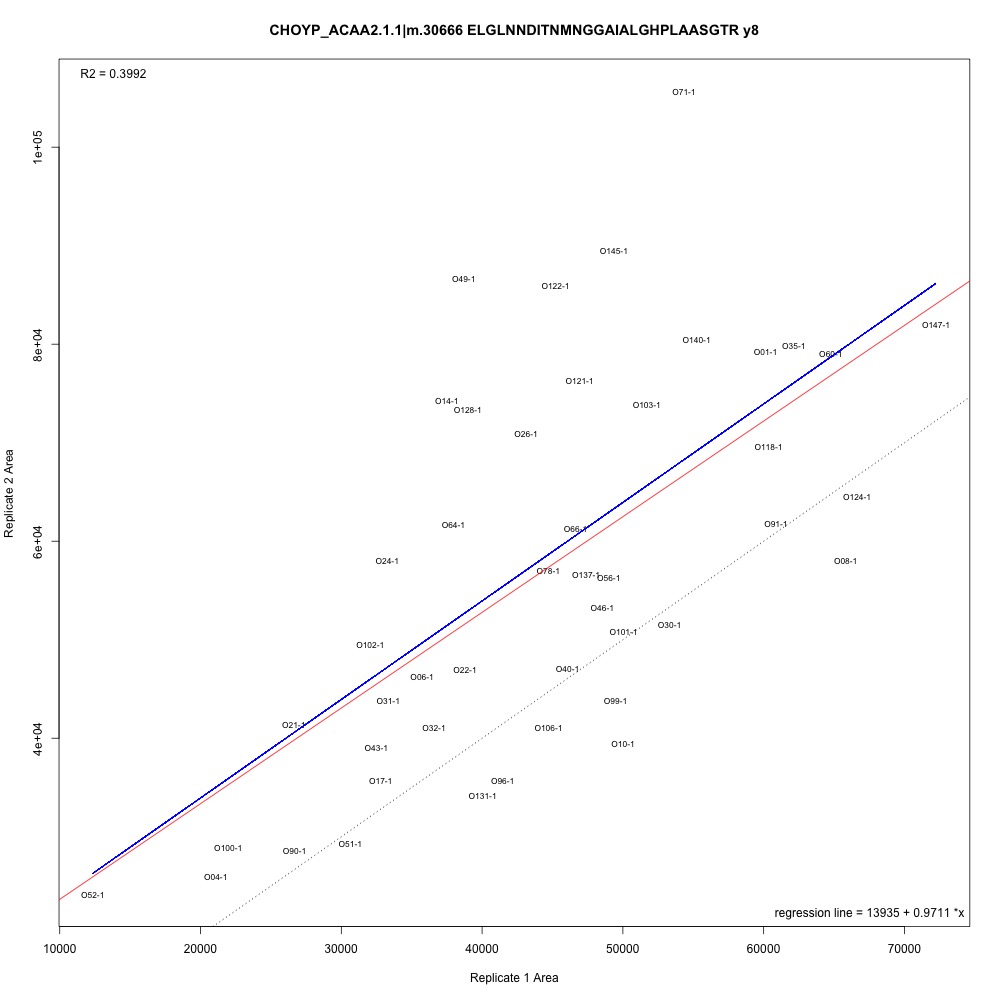 CHOYP_ACAA2.1.1|m.30666 ELGLNNDITNMNGGAIALGHPLAASGTR y8
R2 = 0.3992
O71-1
1e+05
O145-1
O49-1
O122-1
O147-1
O140-1
O35-1
8e+04
O01-1
O60-1
O121-1
O14-1
O103-1
O128-1
O26-1
O118-1
O124-1
O64-1
O91-1
O66-1
6e+04
O24-1
O08-1
O78-1
O137-1
O56-1
O46-1
O30-1
O101-1
O102-1
O22-1
O40-1
O06-1
O31-1
O99-1
O21-1
O32-1
O106-1
4e+04
O10-1
O43-1
O17-1
O96-1
O131-1
O100-1
O90-1
O51-1
O04-1
O52-1
regression line = 13935 + 0.9711 *x
Replicate 2 Area
10000 20000 30000 40000 50000 60000 70000
Replicate 1 Area